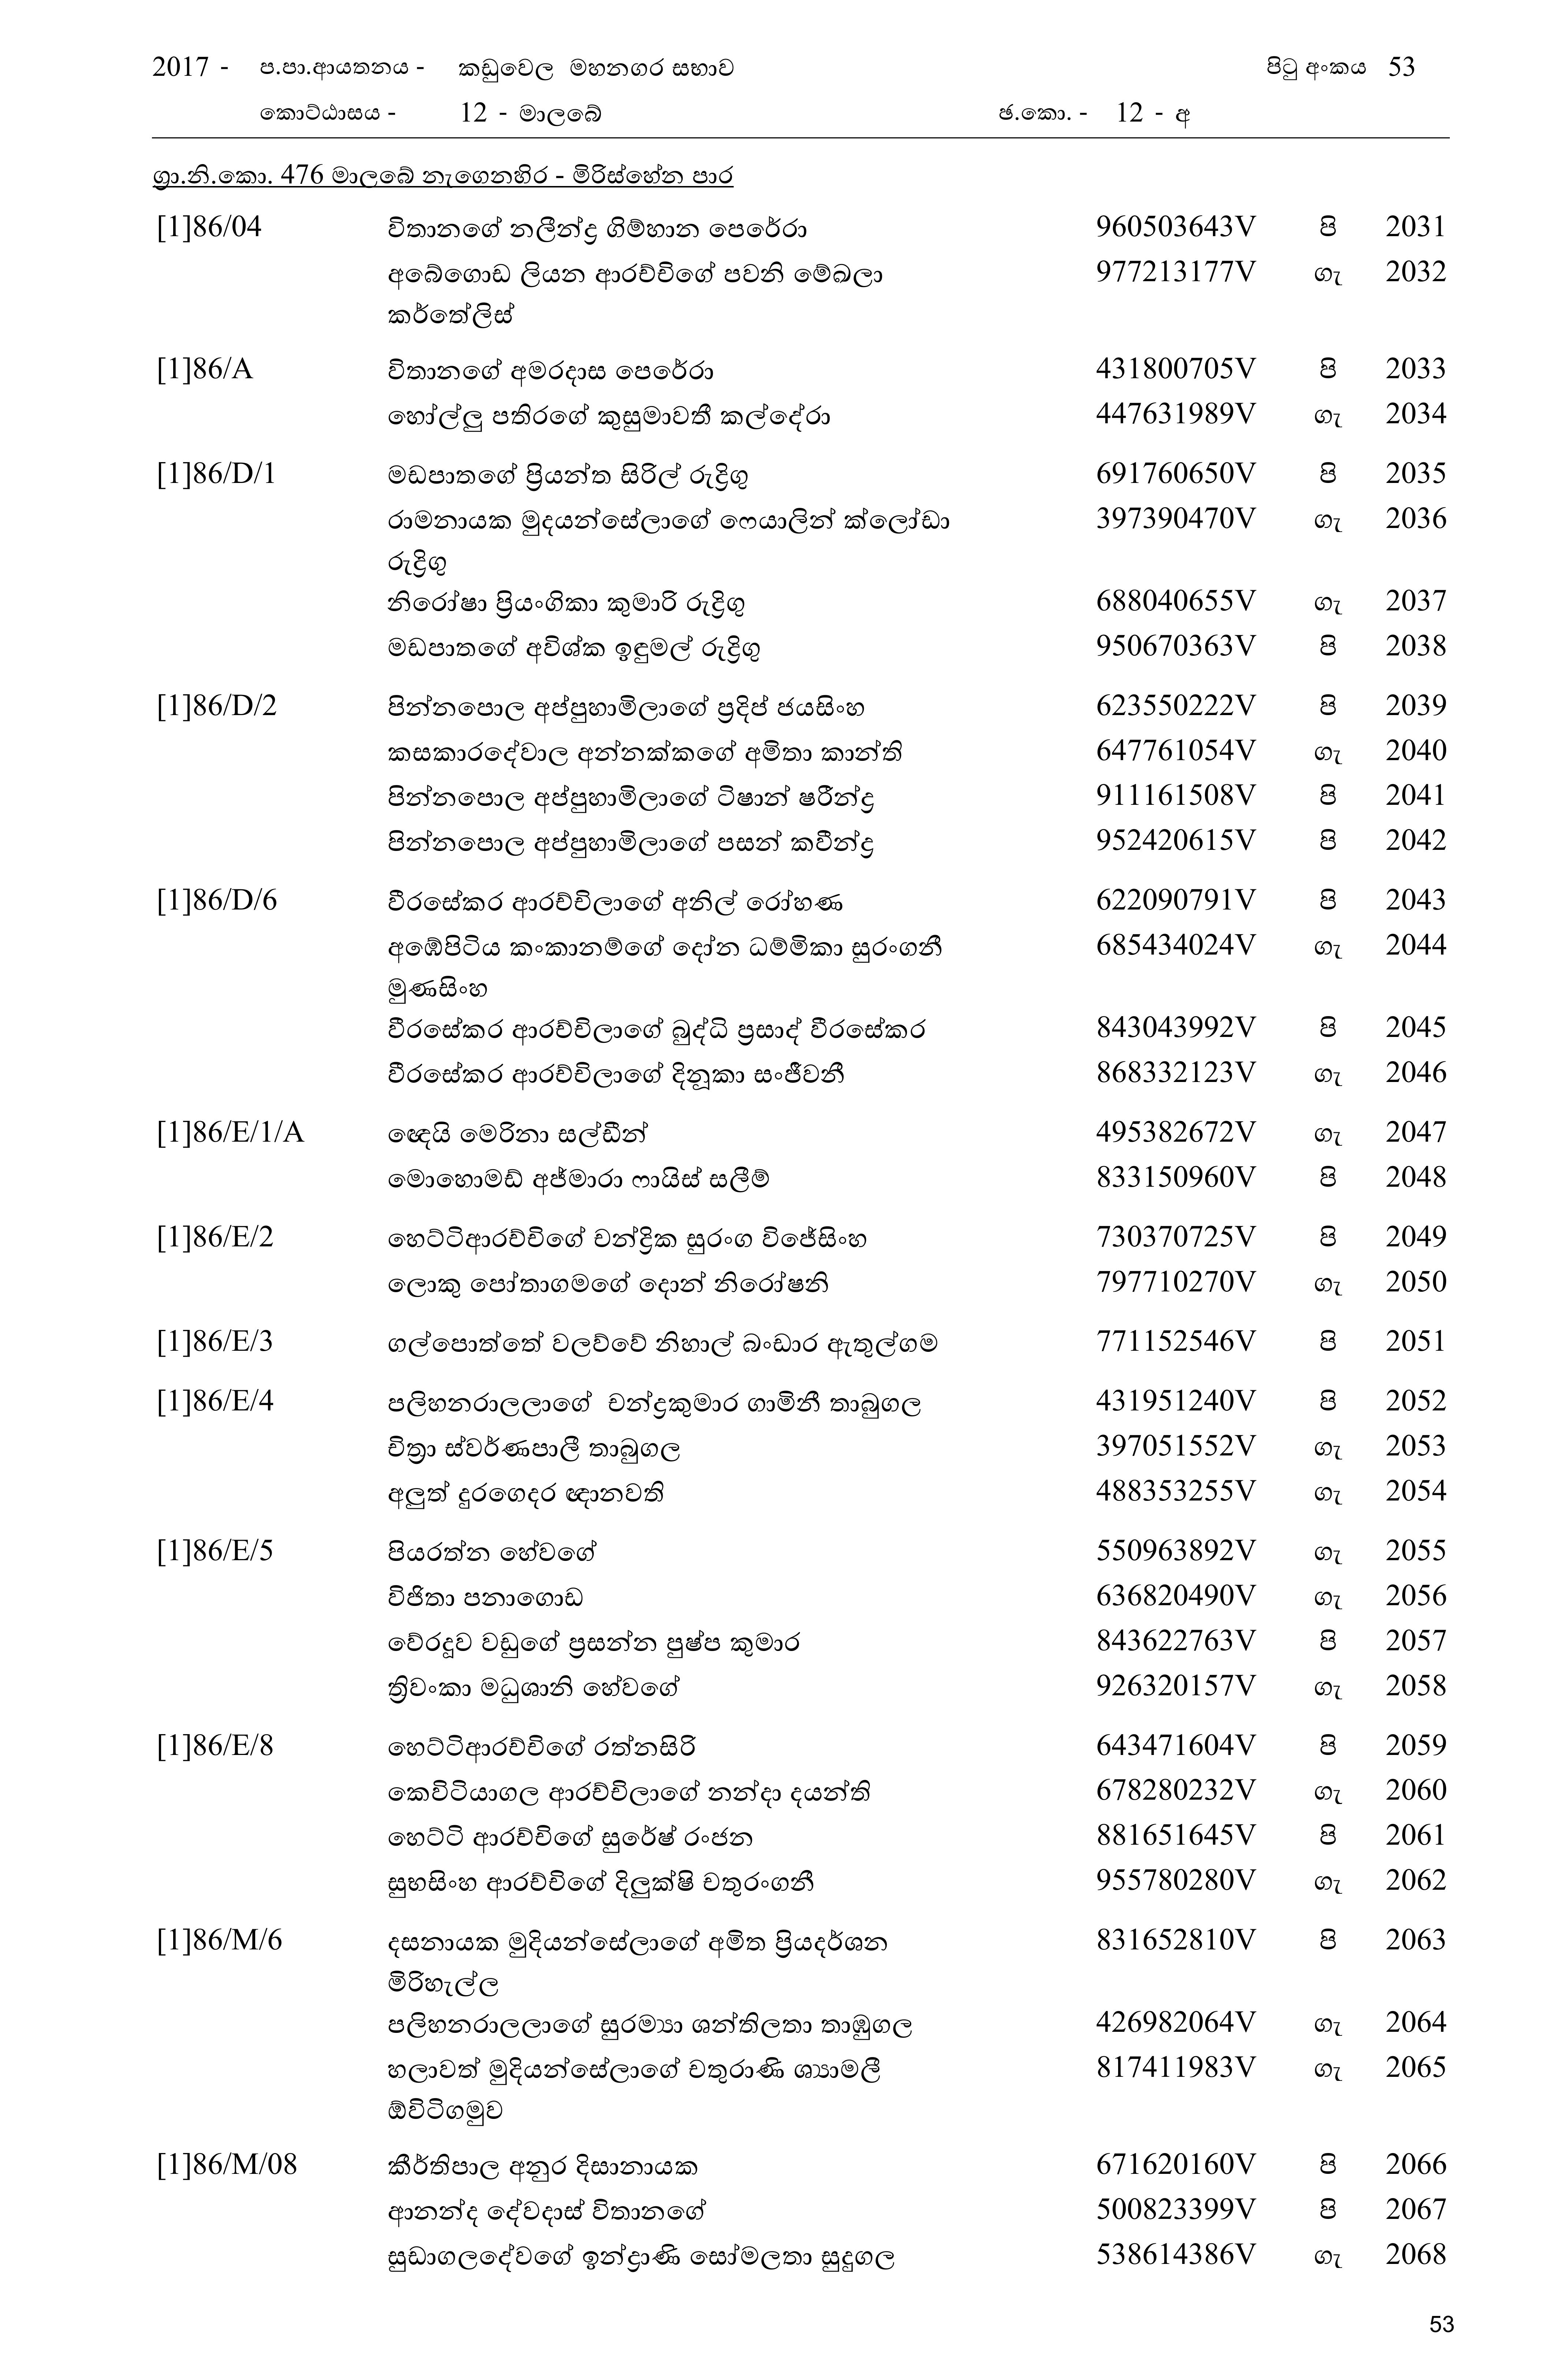 2017 - ප.පා.ආයතනය - කඩුවෙල මහනගර සභාව පිටු අංකය 53
කොට්ඨාසය - 12 - මාලබේ ඡ.කො. - 12 - අ
ග්‍රා.නි.කො. 476 මාලබේ නැගෙනහිර - මිරිස්හේන පාර
[1]86/04 විතානගේ නලීන්ද්‍ර ගිම්හාන පෙරේරා 960503643V පි 2031
අබේගොඩ ලියන ආරච්චිගේ පවනි මේඛලා 977213177V ගැ 2032
කර්තේලිස්
[1]86/A විතානගේ අමරදාස පෙරේරා 431800705V පි 2033
හෝල්ලු පතිරගේ කුසුමාවතී කල්දේරා 447631989V ගැ 2034
[1]86/D/1 මඩපාතගේ ප්‍රියන්ත සිරිල් රුද්‍රිගු 691760650V පි 2035
රාමනායක මුදයන්සේලාගේ ෆෙයාලින් ක්ලෝඩා 397390470V ගැ 2036
රුද්‍රිගු
නිරෝෂා ප්‍රියංගිකා කුමාරි රුද්‍රිගු 688040655V ගැ 2037
මඩපාතගේ අවිශ්ක ඉඳුමල් රුද්‍රිගු 950670363V පි 2038
[1]86/D/2 පින්නපොල අප්පුහාමිලාගේ ප්‍රදිප් ජයසිංහ 623550222V පි 2039
කසකාරදේවාල අන්නක්කගේ අමිතා කාන්ති 647761054V ගැ 2040
පින්නපොල අප්පුහාමිලාගේ ටිෂාන් ෂරීන්ද්‍ර 911161508V පි 2041
පින්නපොල අප්පුහාමිලාගේ පසන් කවීන්ද්‍ර 952420615V පි 2042
[1]86/D/6 වීරසේකර ආරච්චිලාගේ අනිල් රෝහණ 622090791V පි 2043
අඹේපිටිය කංකානම්ගේ දෝන ධම්මිකා සුරංගනී 685434024V ගැ 2044
මුණසිංහ
වීරසේකර ආරච්චිලාගේ බුද්ධි ප්‍රසාද් වීරසේකර 843043992V පි 2045
වීරසේකර ආරච්චිලාගේ දිනූකා සංජීවනී 868332123V ගැ 2046
[1]86/E/1/A ඥෙයි මෙරිනා සල්ඩීන් 495382672V ගැ 2047
මොහොමඩ් අජ්මාරා ෆායිස් සලීම් 833150960V පි 2048
[1]86/E/2 හෙට්ටිආරච්චිගේ චන්ද්‍රික සුරංග විජේසිංහ 730370725V පි 2049
ලොකු පෝතාගමගේ දොන් නිරෝෂනි 797710270V ගැ 2050
[1]86/E/3 ගල්පොත්තේ වලව්වේ නිහාල් බංඩාර ඇතුල්ගම 771152546V පි 2051
[1]86/E/4 පලිහනරාලලාගේ චන්ද්‍රකුමාර ගාමිනී තාබුගල 431951240V පි 2052
චිත්‍රා ස්වර්ණපාලී තාබුගල 397051552V ගැ 2053
අලුත් දුරගෙදර ඥානවති 488353255V ගැ 2054
[1]86/E/5 පියරත්න හේවගේ 550963892V ගැ 2055
විජිතා පනාගොඩ 636820490V ගැ 2056
වේරදූව වඩුගේ ප්‍රසන්න පුෂ්ප කුමාර 843622763V පි 2057
ත්‍රිවංකා මධුශානි හේවගේ 926320157V ගැ 2058
[1]86/E/8 හෙට්ටිආරච්චිගේ රත්නසිරි 643471604V පි 2059
කෙවිටියාගල ආරච්චිලාගේ නන්දා දයන්ති 678280232V ගැ 2060
හෙට්ටි ආරච්චිගේ සුරේෂ් රංජන 881651645V පි 2061
සුභසිංහ ආරච්චිගේ දිලුක්ෂි චතුරංගනී 955780280V ගැ 2062
[1]86/M/6 දසනායක මුදියන්සේලාගේ අමිත ප්‍රියදර්ශන 831652810V පි 2063
මිරිහැල්ල
පලිහනරාලලාගේ සුරම්‍යා ශන්තිලතා තාඹුගල 426982064V ගැ 2064
හලාවත් මුදියන්සේලාගේ චතුරාණි ශ්‍යාමලී 817411983V ගැ 2065
ඕවිටිගමුව
[1]86/M/08 කීර්තිපාල අනුර දිසානායක 671620160V පි 2066
ආනන්ද දේවදාස් විතානගේ 500823399V පි 2067
සුඩාගලදේවගේ ඉන්ද්‍රාණි සෝමලතා සුදුගල 538614386V ගැ 2068
53